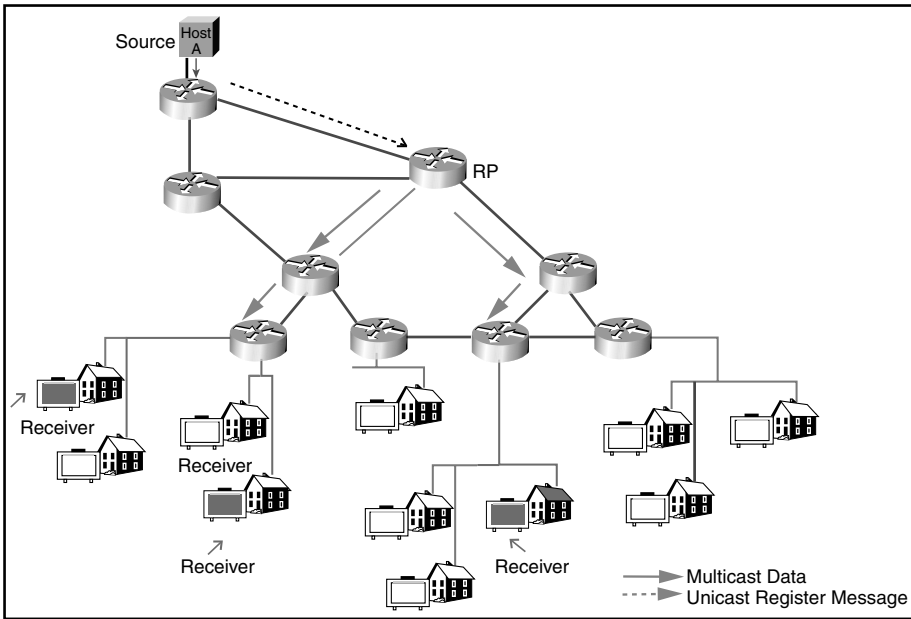 Source
Host
A
RP
Receiver
Receiver
Receiver
Receiver
Multicast Data
Unicast Register Message